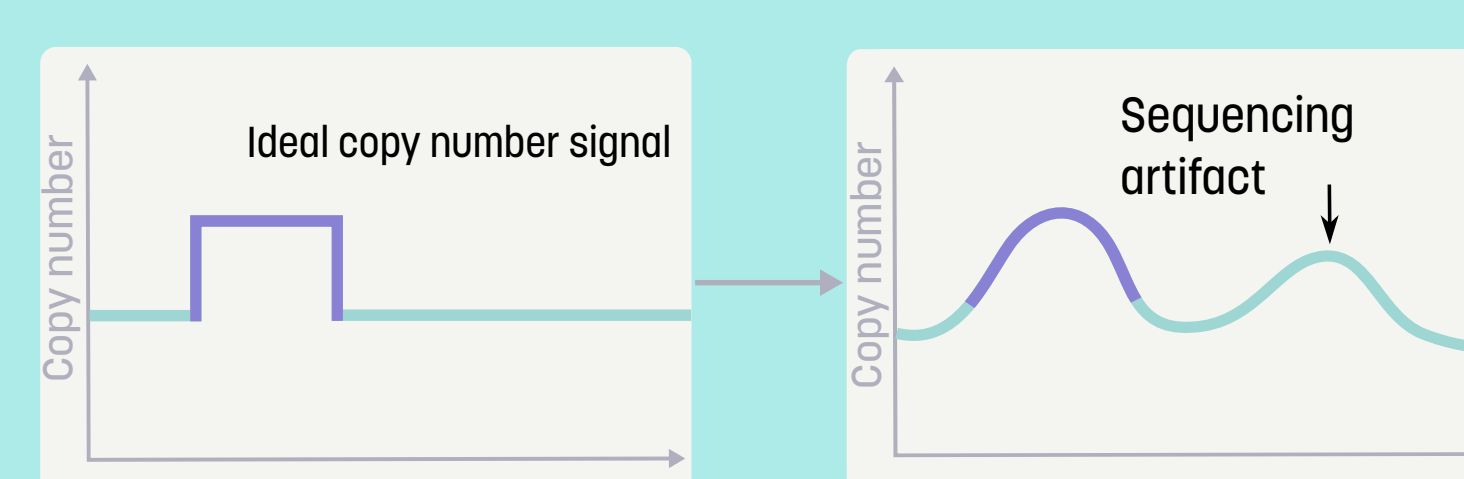 Copy number
Ideal copy number signal
Copy number
Sequencing
artifact